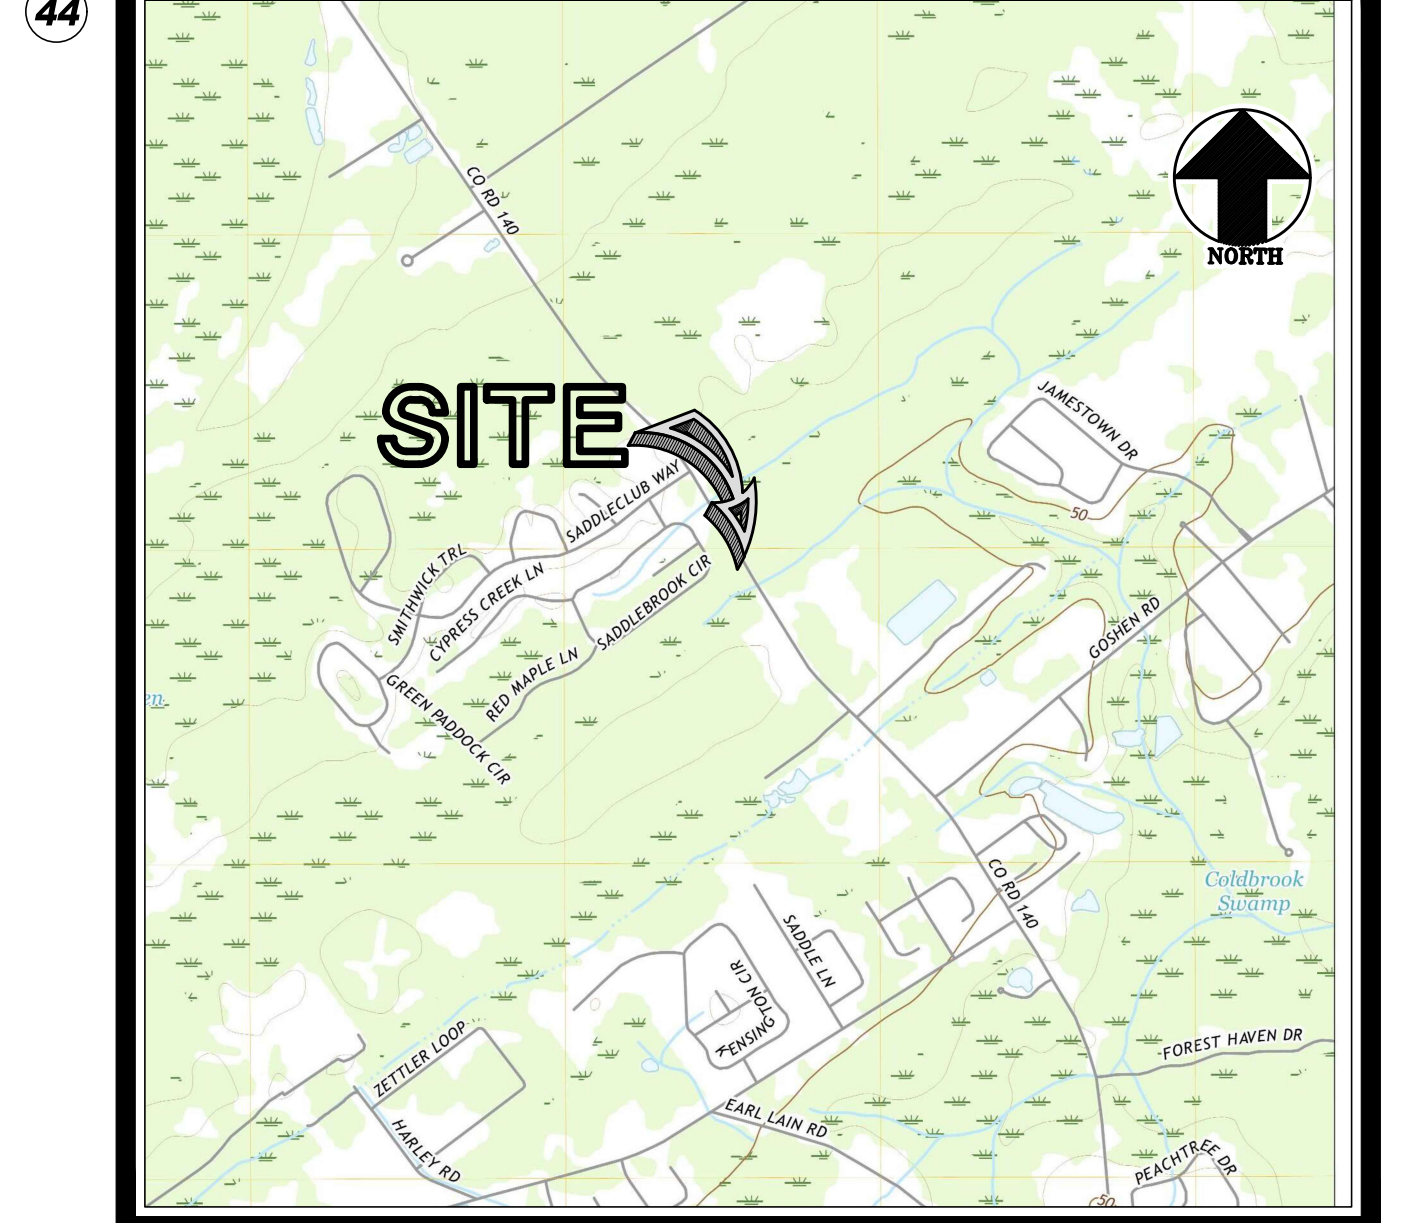 44
CO RD 140
NORTH
SITE
JAMESTOWN DR
SADDLECLUB WAY
50
SMITHWICK TRL
CYPRESS CREEK LN
SADDLEBROOK CIR
GOSHEN RD
RED MAPLE LN
GREEN PADDOCK CIR
en
CO RD 140
Coldbrook
Swamp
SADDLE LN
KENSINGTON CIR
ZETTLER LOOP
FOREST HAVEN DR
EARL LAIN RD
HARLEY RD
PEACHTREE DR
50